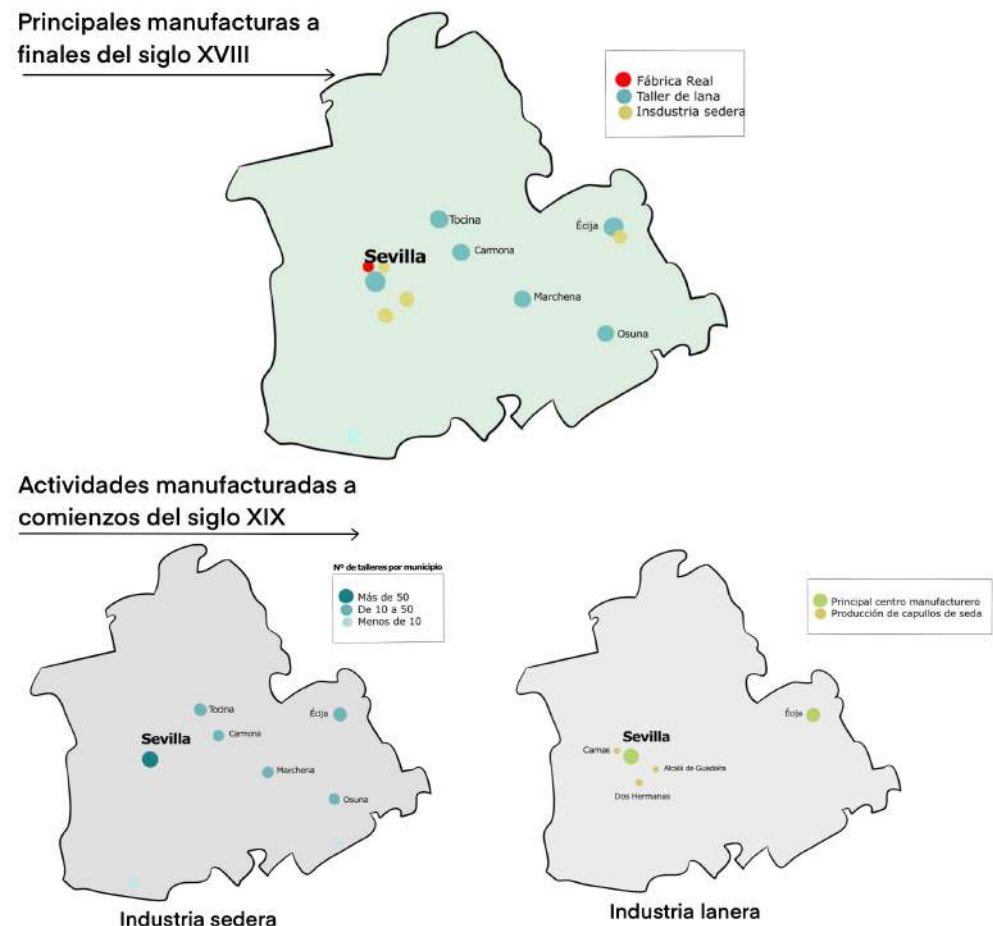 Principales manufacturas a
finales del siglo XVIII
Fábrica Real
Taller de lana
Insdustria sedera
Tocina
Écija
Sevilla
Carmona
Marchena
Osuna
Actividades manufacturadas a
comienzos del siglo XIX
Nº de talleres por municipio
Más de 50
De 10 a 50
Menos de 10
Tocina
Écija
Sevilla
Carmona
Marchena
Osuna
Industria sedera
Principal centro manufacturero
Producción de capullos de seda
Écija
Sevilla
Camas
Alcalá de Guadaíra
Dos Hermanas
Industria lanera